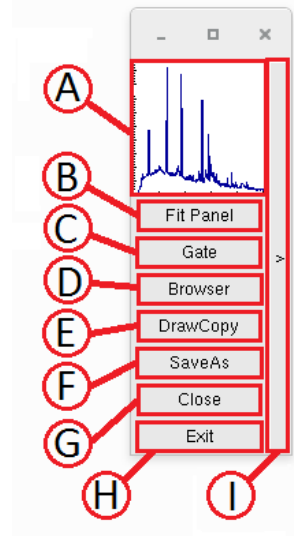 A
B
Fit Panel
C
Gate
D
Browser
>
E
DrawCopy
F
SaveAs
G
Close
Exit
H
I